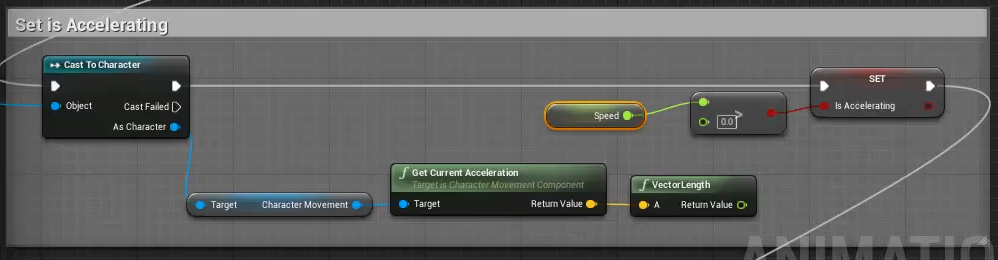 Set is Accelerating
Cast To Character
Object
Cast Failed
As Character
Target
Character Movement
f Get Current Acceleration
Target is Character Movement Component
Target
Return Value
f VectorLength
A
Return Value
Speed
>
0.0
SET
Is Accelerating
ANIMATIO